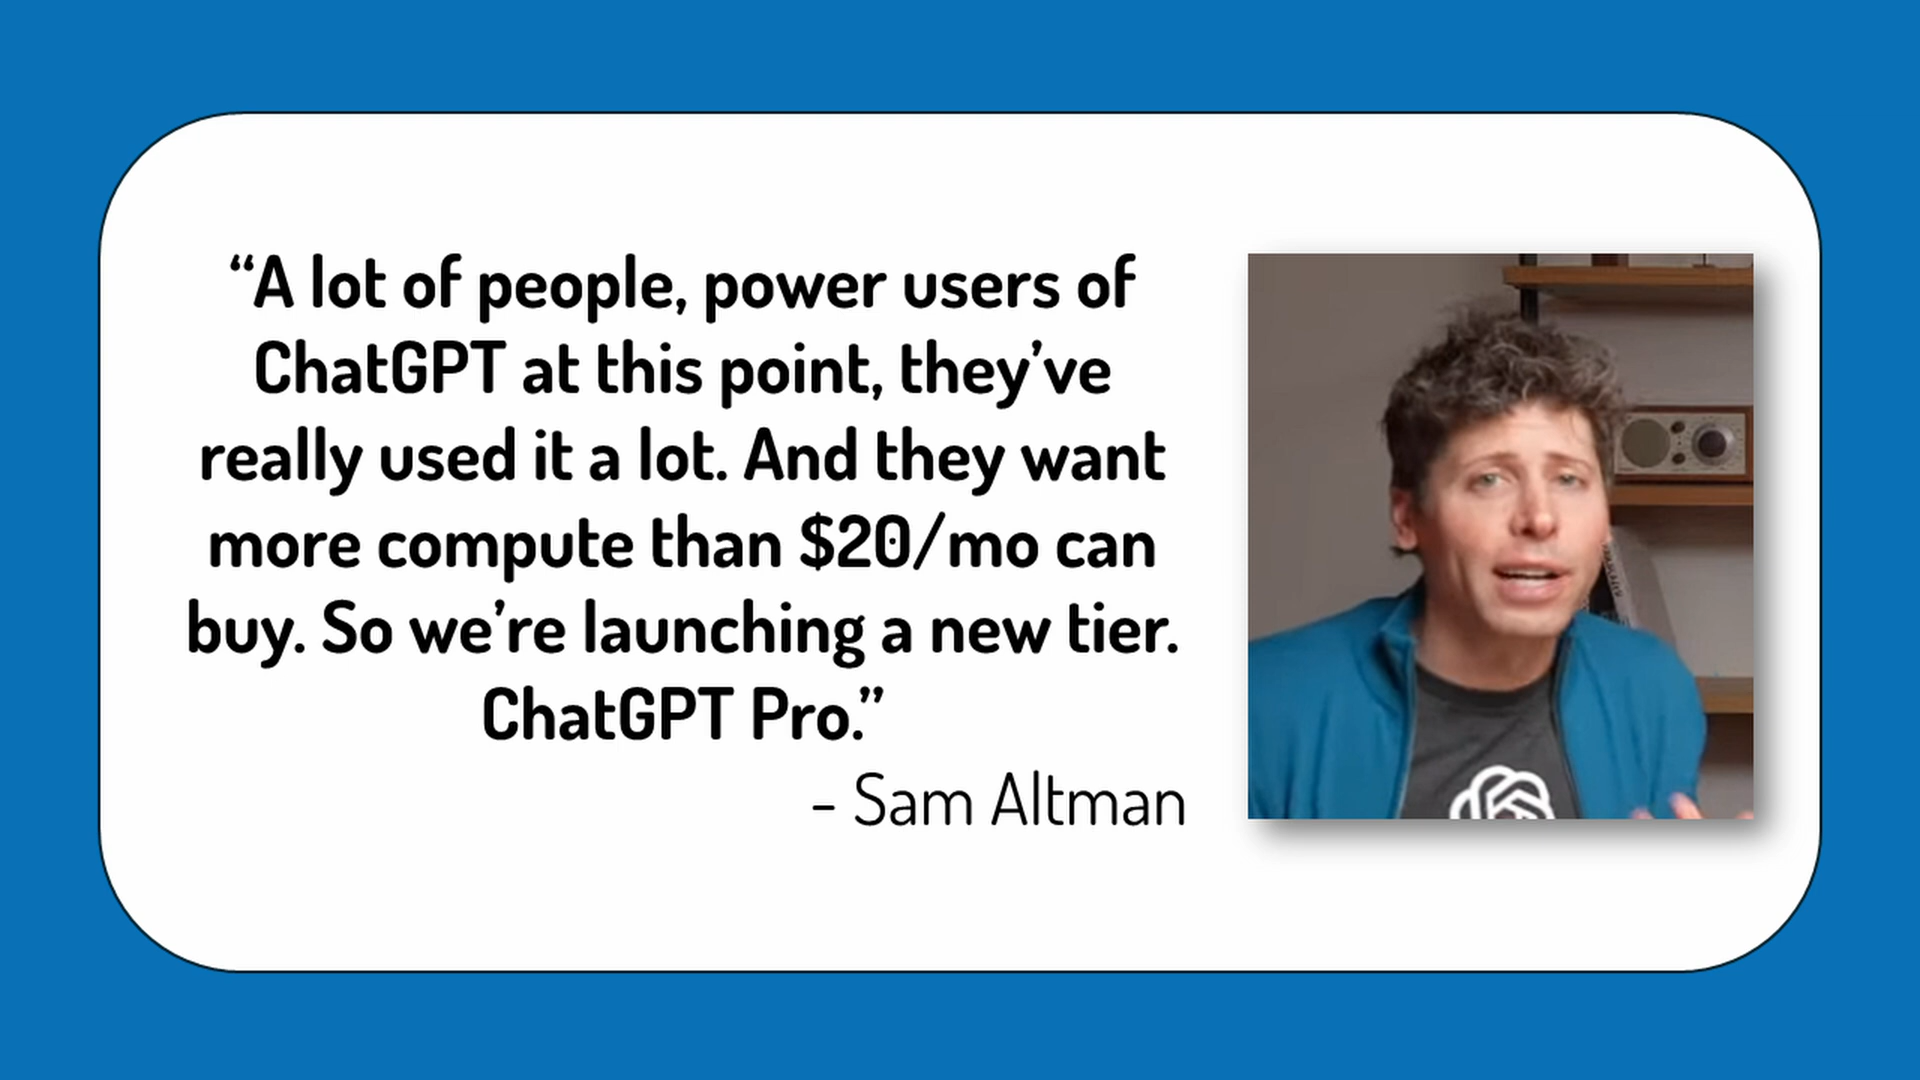 “A lot of people, power users of
ChatGPT at this point, they’ve
really used it a lot. And they want
more compute than $20/mo can
buy. So we’re launching a new tier.
ChatGPT Pro.”
- Sam Altman